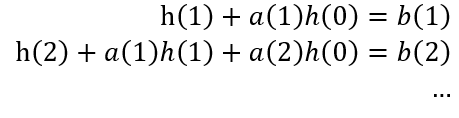 h(1) + a(1)h(0) = b(1)
h(2) + a(1)h(1) + a(2)h(0) = b(2)
...